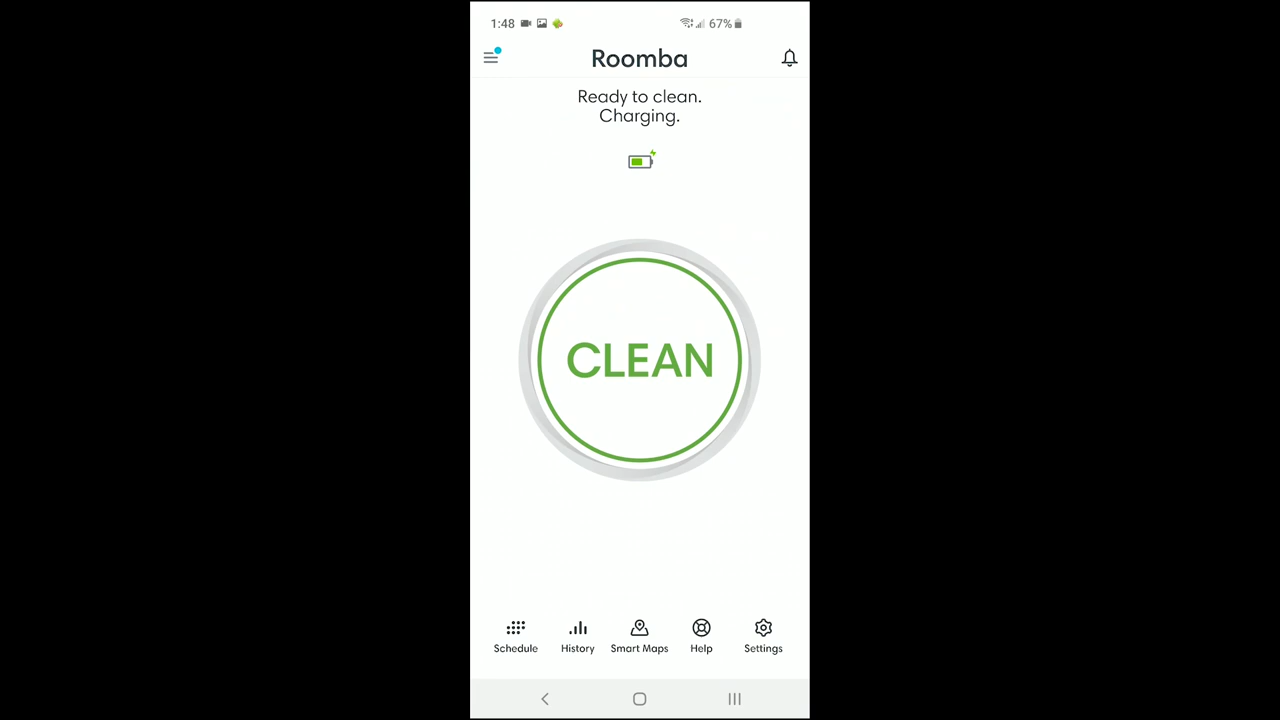 1:48 67%
Roomba
Ready to clean.
Charging.
CLEAN
Schedule History Smart Maps Help Settings